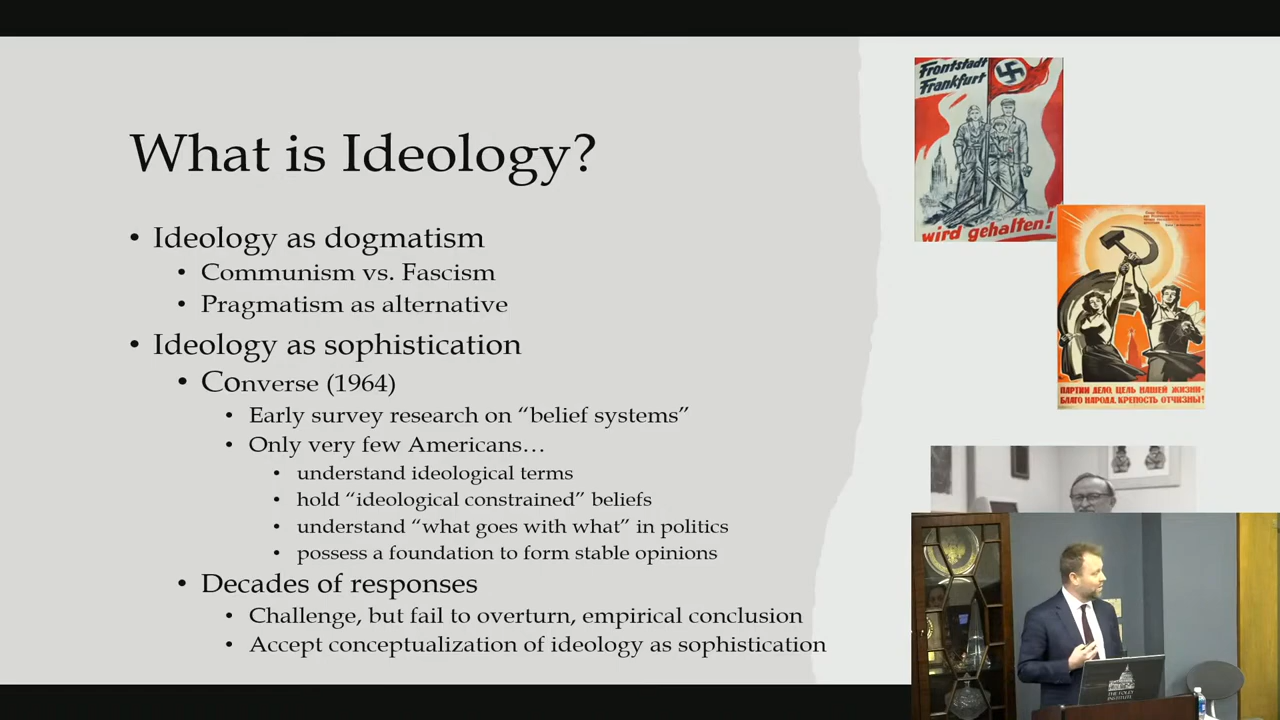 What is Ideology?
• Ideology as dogmatism
• Communism vs. Fascism
• Pragmatism as alternative
• Ideology as sophistication
• Converse (1964)
• Early survey research on “belief systems”
• Only very few Americans…
• understand ideological terms
• hold “ideological constrained” beliefs
• understand “what goes with what” in politics
• possess a foundation to form stable opinions
• Decades of responses
• Challenge, but fail to overturn, empirical conclusion
• Accept conceptualization of ideology as sophistication
Frontstadt
Frankfurt
wird gehalten!
ПАРТИИ ДЕЛО, ЦЕЛЬ НАШЕЙ ЖИЗНИ-
БЛАГО НАРОДА, КРЕПОСТЬ ОТЧИЗНЫ!
THE FOLEY
INSTITUTE